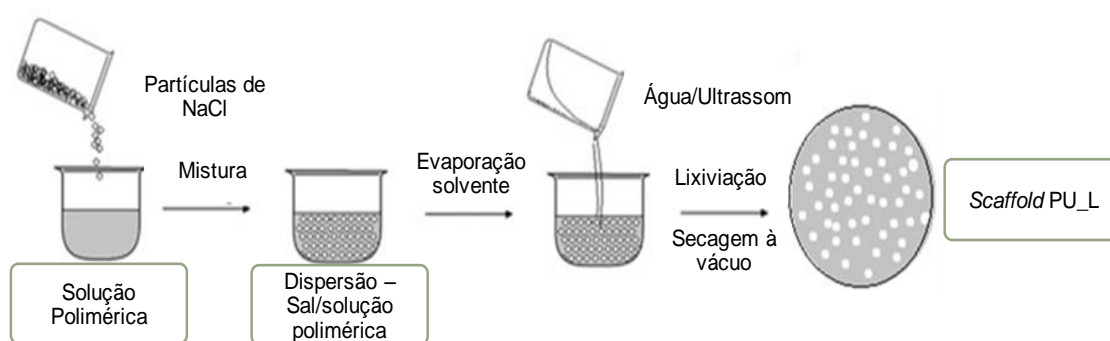 Partículas de
NaCl
Mistura
Solução
Polimérica
Dispersão –
Sal/solução
polimérica
Evaporação
solvente
Água/Ultrassom
Lixiviação
Secagem à
vácuo
Scaffold PU_L